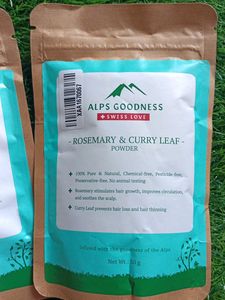 XAA1670067
ALPS GOODNESS
+ SWISS LOVE
- ROSEMARY & CURRY LEAF -
POWDER
+ 100% Pure & Natural, Chemical-free, Pesticide-free,
Preservative-free, No animal testing
+ Rosemary stimulates hair growth, improves circulation,
and soothes the scalp.
+ Curry Leaf prevents hair loss and hair thinning
Infused with the goodness of the Alps
Net Wt. 50 g